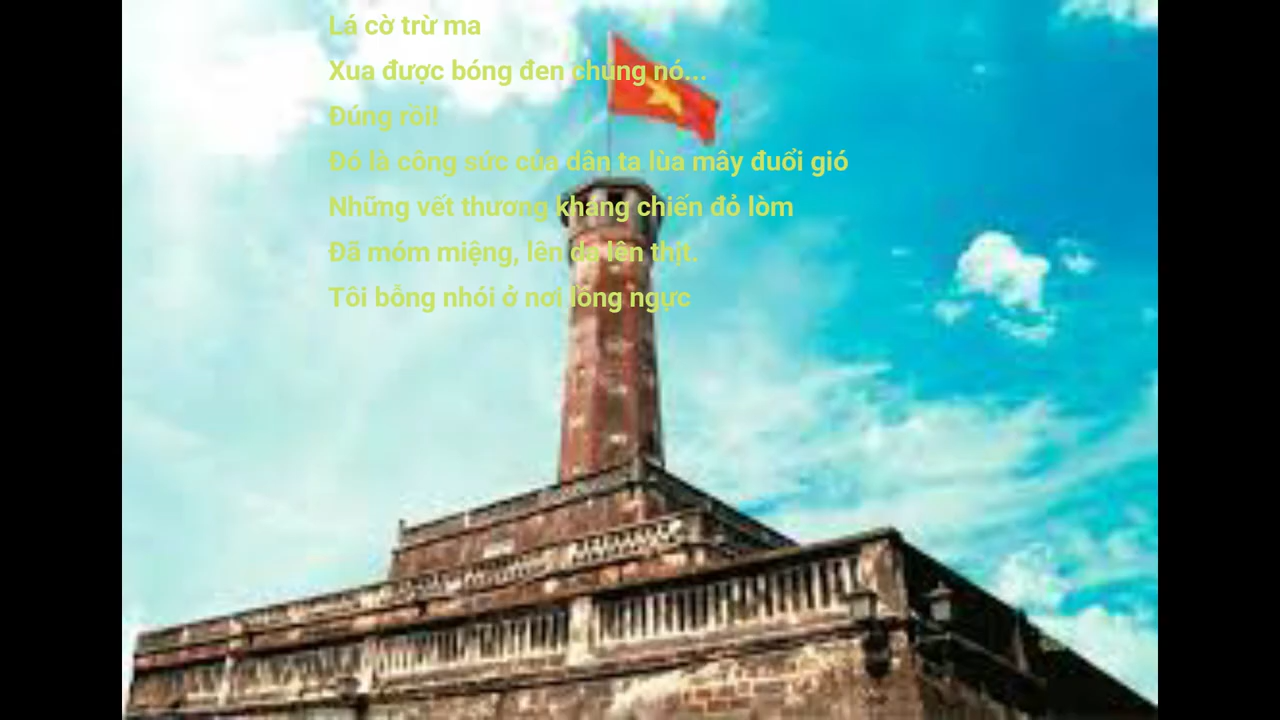 Lá cờ trừ ma
Xua được bóng đen chúng nó...
Đúng rồi!
Đó là công sức của dân ta lùa mây đuổi gió
Những vết thương kháng chiến đỏ lòm
Đã móm miệng, lên da lên thịt.
Tôi bỗng nhói ở nơi lồng ngực